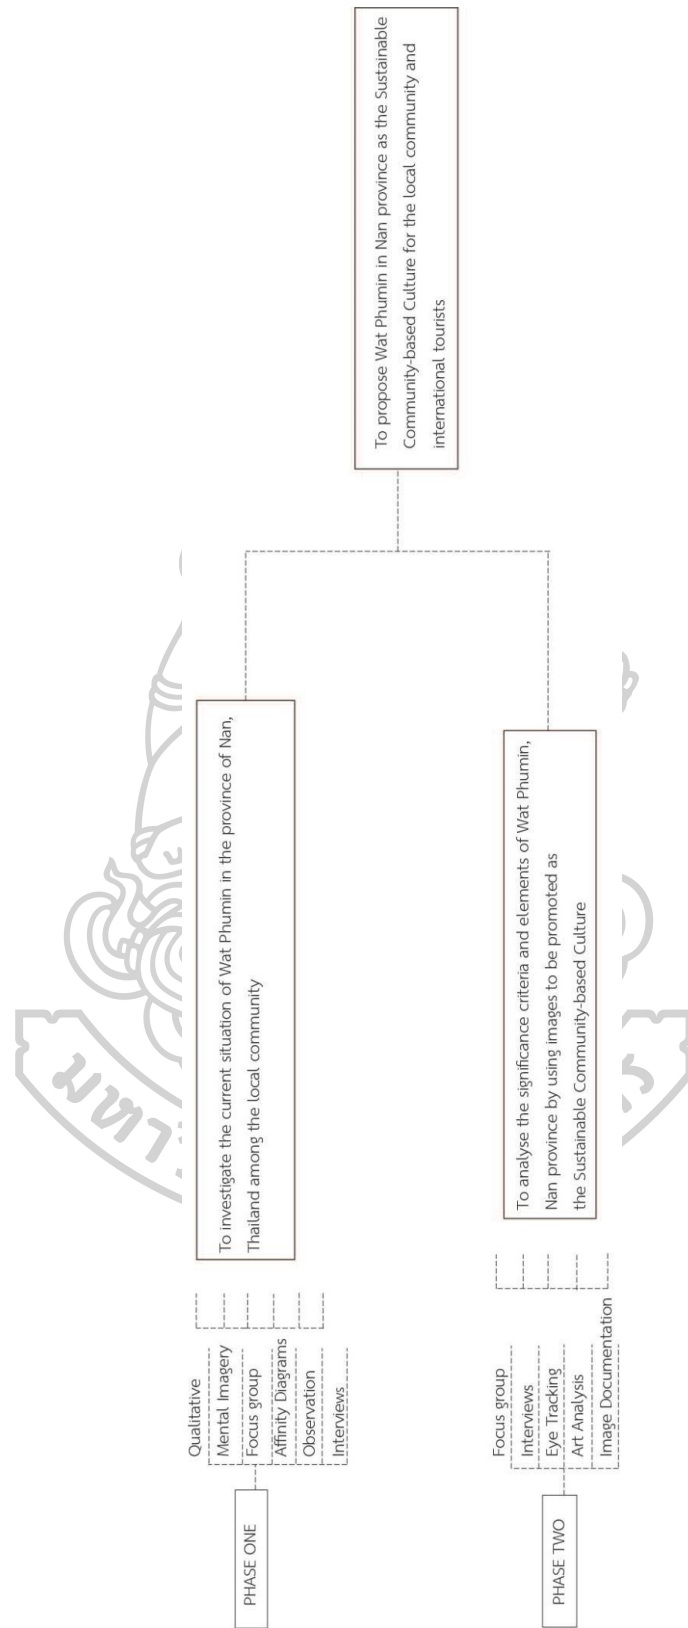 PHASE ONE
Qualitative
Mental Imagery
Focus group
Affinity Diagrams
Observation
Interviews
To investigate the current situation of Wat Phumin in the province of Nan,
Thailand among the local community
PHASE TWO
Focus group
Interviews
Eye Tracking
Art Analysis
Image Documentation
To analyse the significance criteria and elements of Wat Phumin,
Nan province by using images to be promoted as
the Sustainable Community-based Culture
To propose Wat Phumin in Nan province as the Sustainable
Community-based Culture for the local community and
international tourists